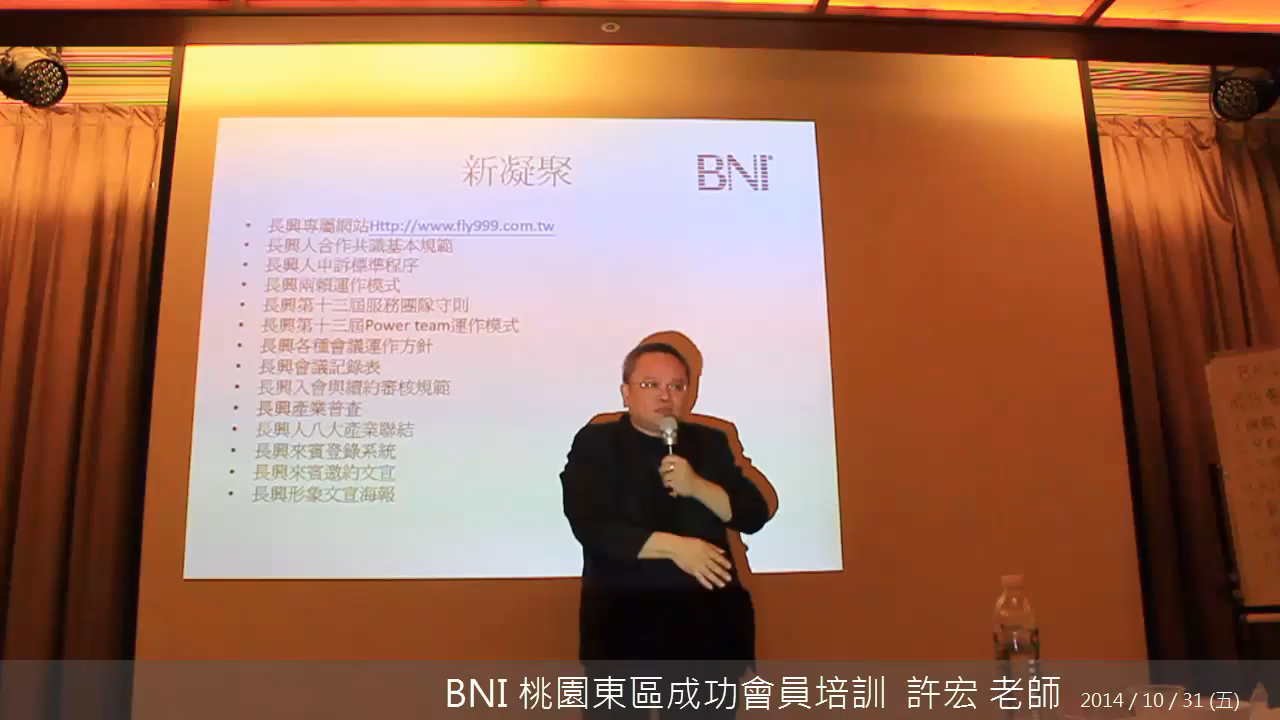 新凝聚
BNI
長興專屬網站Http://www.fly999.com.tw
長興人合作共識基本規範
長興人申訴標準程序
長興兩賴運作模式
長興第十三屆服務團隊守則
長興第十三屆Power team運作模式
長興各種會議運作方針
長興會議記錄表
長興入會與續約審核規範
長興產業普查
長興人八大產業聯結
長興來賓登錄系統
長興來賓邀約文宣
長興形象文宣海報
BNI
BNI 桃園東區成功會員培訓 許宏 老師 2014 / 10 / 31 (五)